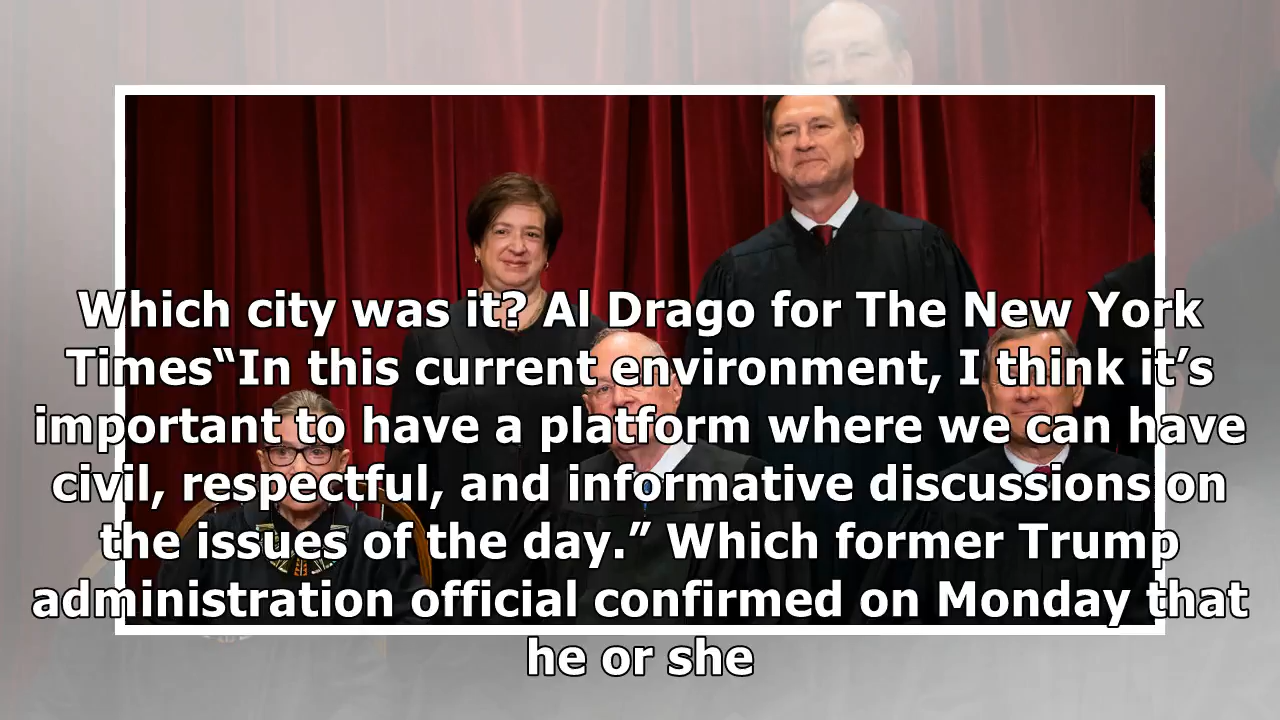 Which city was it? Al Drago for The New York
Times“In this current environment, I think it’s
important to have a platform where we can have
civil, respectful, and informative discussions on
the issues of the day.” Which former Trump
administration official confirmed on Monday that
he or she